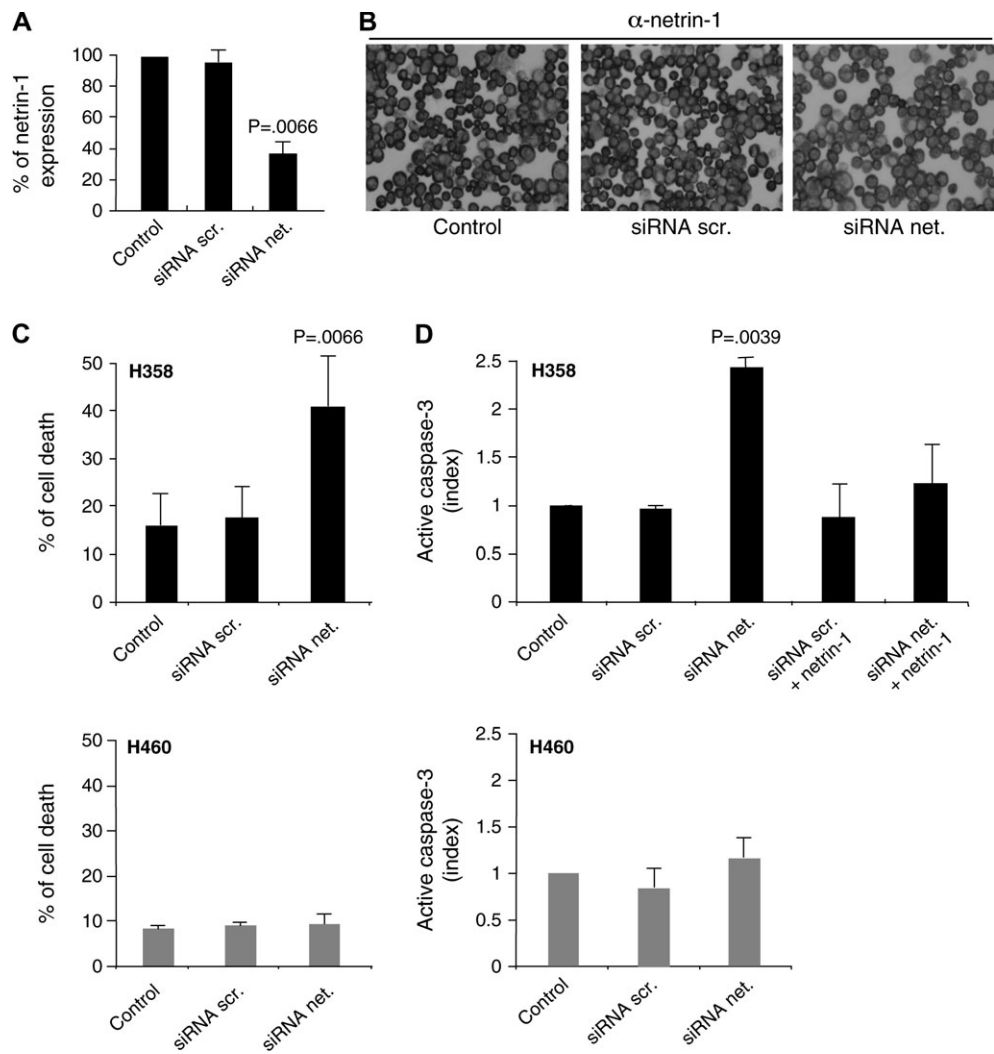 A
% of netrin-1
expression
100
80
60
40
20
0
P=.0066
Control
siRNA scr.
siRNA net.
B
α-netrin-1
Control
siRNA scr.
siRNA net.
C
% of cell death
50
40
30
20
10
0
H358
P=.0066
Control
siRNA scr.
siRNA net.
D
Active caspase-3
(index)
2.5
2
1.5
1
0.5
0
H358
P=.0039
Control
siRNA scr.
siRNA net.
siRNA scr.
+ netrin-1
siRNA net.
+ netrin-1
% of cell death
50
40
30
20
10
0
H460
Control
siRNA scr.
siRNA net.
Active caspase-3
(index)
2.5
2
1.5
1
0.5
0
H460
Control
siRNA scr.
siRNA net.